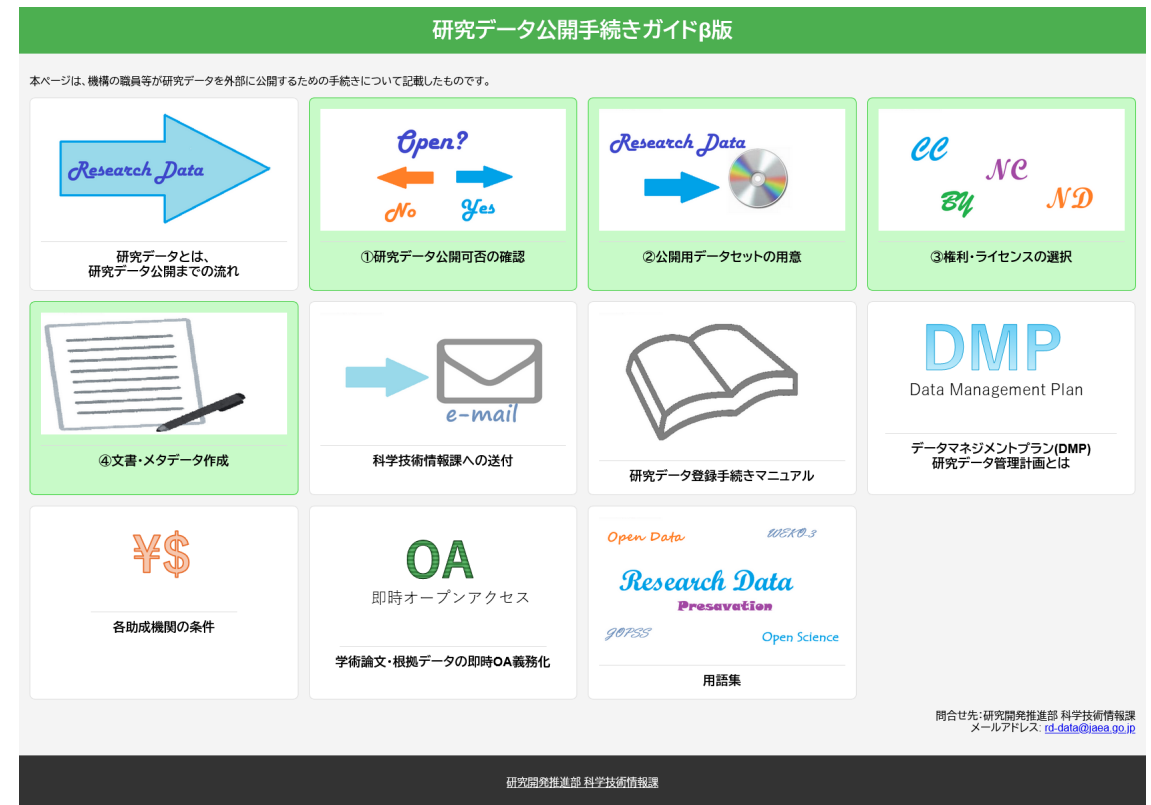 研究データ公開手続きガイドβ版
本ページは、機構の職員等が研究データを外部に公開するための手続きについて記載したものです。
Research Data
研究データとは、
研究データ公開までの流れ
Open?
No Yes
①研究データ公開可否の確認
Research Data
②公開用データセットの用意
CC
NC
BY ND
③権利・ライセンスの選択
④文書・メタデータ作成
e-mail
科学技術情報課への送付
研究データ登録手続きマニュアル
DMP
Data Management Plan
データマネジメントプラン(DMP)
研究データ管理計画とは
¥$
各助成機関の条件
OA
即時オープンアクセス
学術論文・根拠データの即時OA義務化
Open Data WEKO-3
Research Data
Presavation
GOPSS Open Science
用語集
問合せ先:研究開発推進部 科学技術情報課
メールアドレス: rd-data@jaea.go.jp
研究開発推進部 科学技術情報課